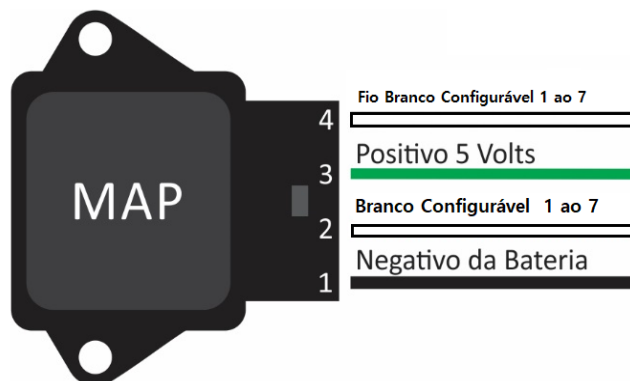 MAP
4
Fio Branco Configurável 1 ao 7
3
Positivo 5 Volts
2
Branco Configurável 1 ao 7
1
Negativo da Bateria